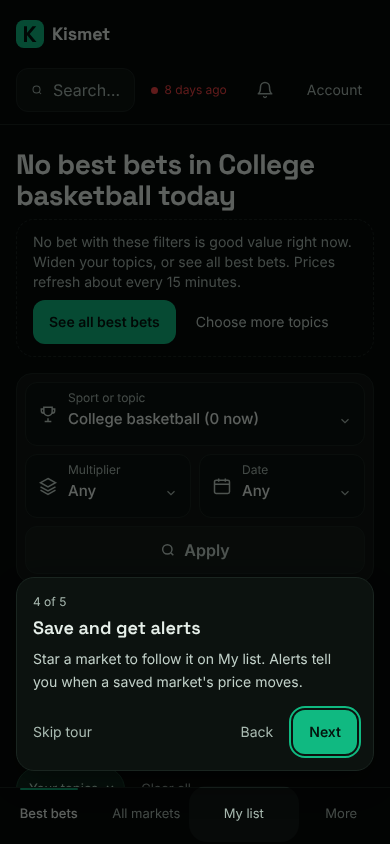 Kismet
Search...
8 days ago
Account
No best bets in College
basketball today
No bet with these filters is good value right now.
Widen your topics, or see all best bets. Prices
refresh about every 15 minutes.
See all best bets
Choose more topics
Sport or topic
College basketball (0 now)
Multiplier
Any
Date
Any
Apply
4 of 5
Save and get alerts
Star a market to follow it on My list. Alerts tell
you when a saved market's price moves.
Skip tour
Back
Next
Your topics
Clear all
Best bets
All markets
My list
More